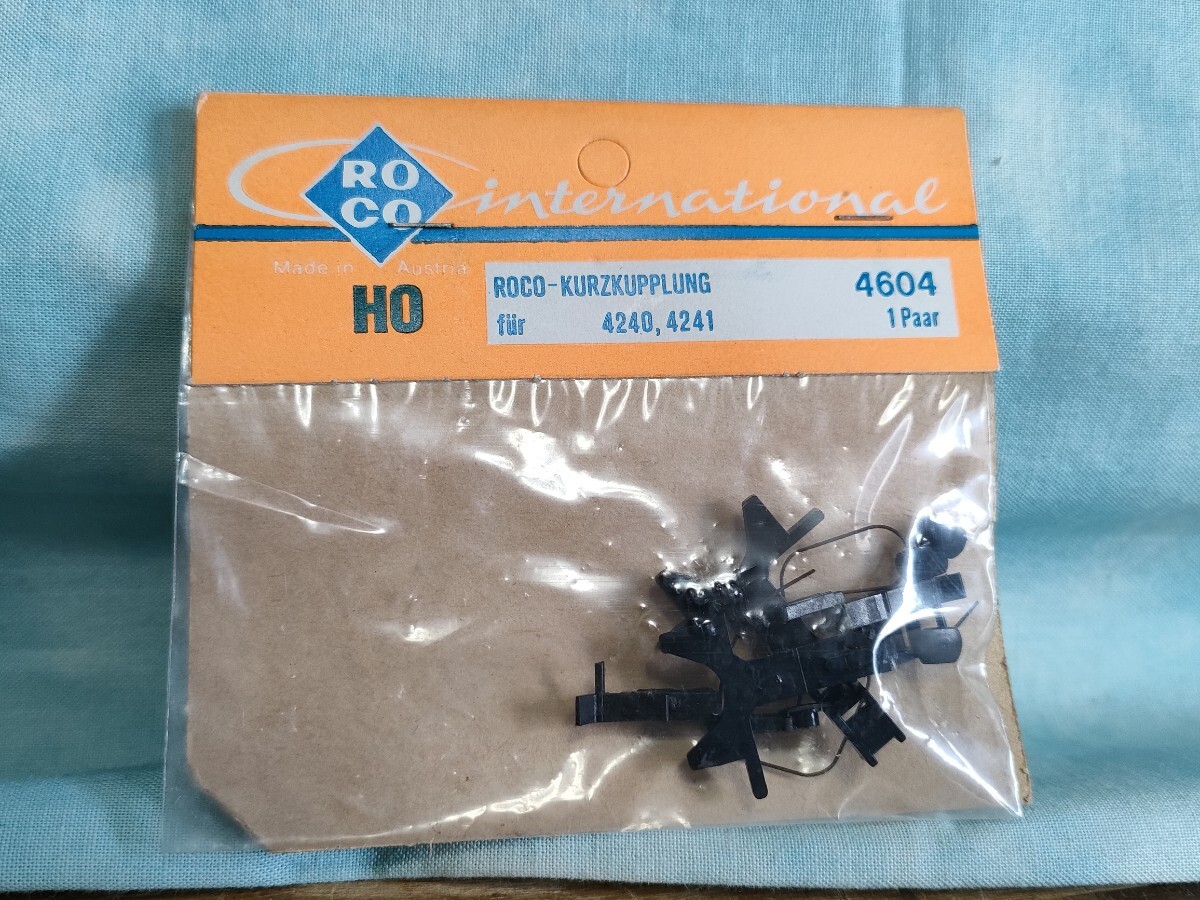 RO
CO
international
Made in Austria
HO
ROCO-KURZKUPPLUNG 4604
für 4240, 4241 1 Paar